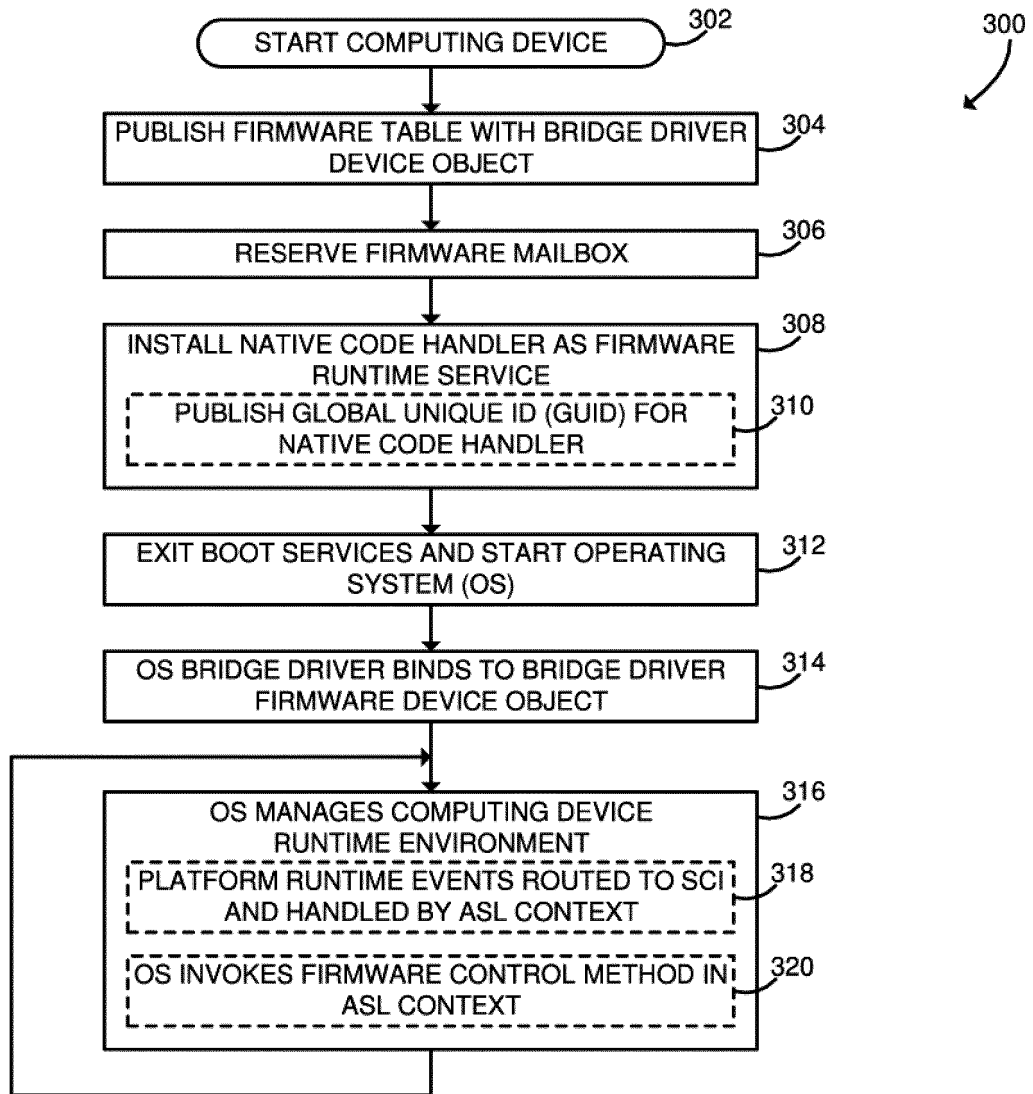 START COMPUTING DEVICE
302
300
PUBLISH FIRMWARE TABLE WITH BRIDGE DRIVER
DEVICE OBJECT
304
RESERVE FIRMWARE MAILBOX
306
INSTALL NATIVE CODE HANDLER AS FIRMWARE
RUNTIME SERVICE
308
PUBLISH GLOBAL UNIQUE ID (GUID) FOR
NATIVE CODE HANDLER
310
EXIT BOOT SERVICES AND START OPERATING
SYSTEM (OS)
312
OS BRIDGE DRIVER BINDS TO BRIDGE DRIVER
FIRMWARE DEVICE OBJECT
314
OS MANAGES COMPUTING DEVICE
RUNTIME ENVIRONMENT
316
PLATFORM RUNTIME EVENTS ROUTED TO SCI
AND HANDLED BY ASL CONTEXT
318
OS INVOKES FIRMWARE CONTROL METHOD IN
ASL CONTEXT
320